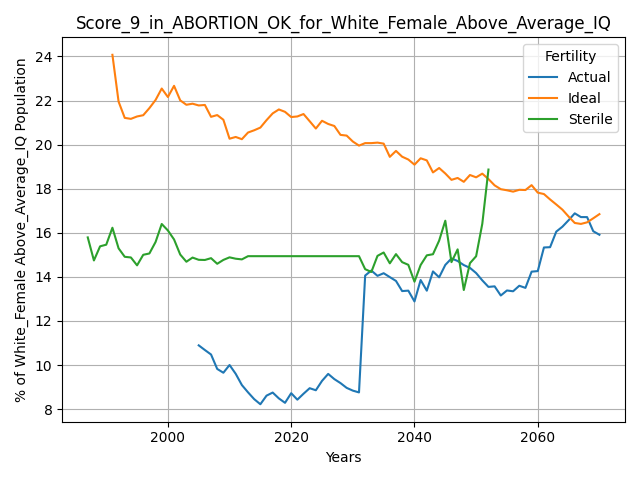 Score_9_in_ABORTION_OK_for_White_Female_Above_Average_IQ
% of White_Female Above_Average_IQ Population
24
22
20
18
16
14
12
10
8
Fertility
Actual
Ideal
Sterile
2000
2020
2040
2060
Years